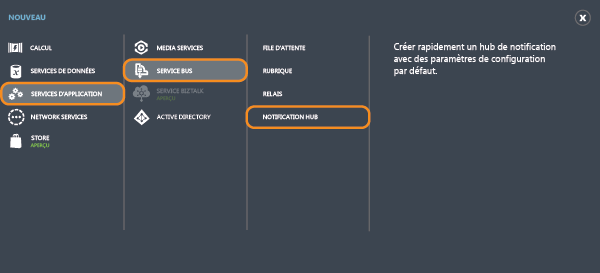 NOUVEAU
CALCUL
SERVICES DE DONNÉES
SERVICES D'APPLICATION
NETWORK SERVICES
STORE
APERÇU
MEDIA SERVICES
SERVICE BUS
SERVICE BIZTALK
APERÇU
ACTIVE DIRECTORY
FILE D'ATTENTE
RUBRIQUE
RELAIS
NOTIFICATION HUB
Créer rapidement un hub de notification
avec des paramètres de configuration
par défaut.